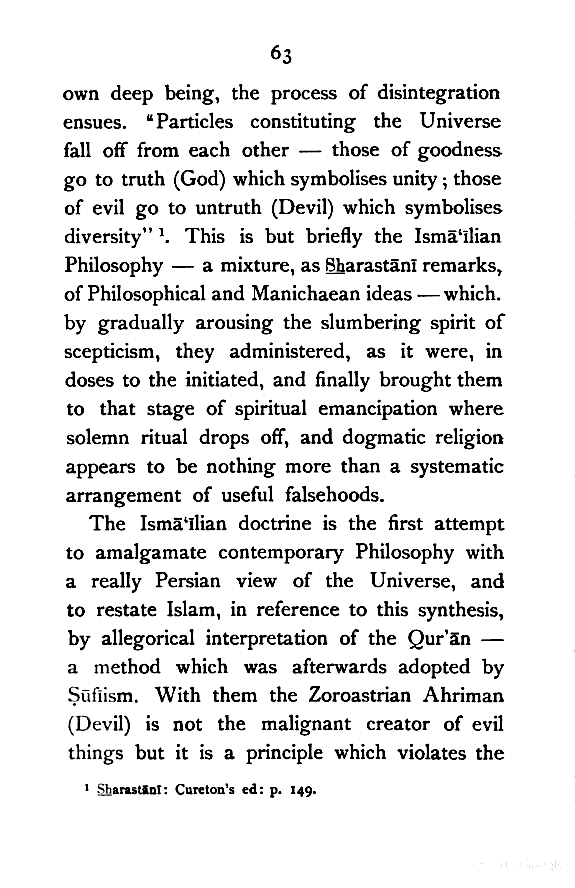 63
own deep being, the process of disintegration
ensues. “Particles constituting the Universe
fall off from each other — those of goodness
go to truth (God) which symbolises unity; those
of evil go to untruth (Devil) which symbolises
diversity” ¹. This is but briefly the Ismā‘īlian
Philosophy — a mixture, as Sharastānī remarks,
of Philosophical and Manichaean ideas — which.
by gradually arousing the slumbering spirit of
scepticism, they administered, as it were, in
doses to the initiated, and finally brought them
to that stage of spiritual emancipation where
solemn ritual drops off, and dogmatic religion
appears to be nothing more than a systematic
arrangement of useful falsehoods.
The Ismā‘īlian doctrine is the first attempt
to amalgamate contemporary Philosophy with
a really Persian view of the Universe, and
to restate Islam, in reference to this synthesis,
by allegorical interpretation of the Qur’ān —
a method which was afterwards adopted by
Ṣūfiism. With them the Zoroastrian Ahriman
(Devil) is not the malignant creator of evil
things but it is a principle which violates the
¹ Sharastānī: Cureton’s ed: p. 149.